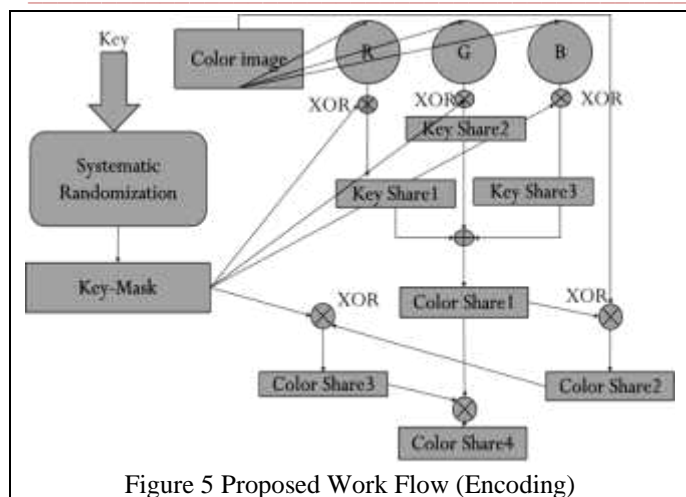 Key
Color image
R
G
B
XOR
XOR
XOR
Key Share2
Systematic
Randomization
Key Share1
Key Share3
Key-Mask
XOR
Color Share1
XOR
Color Share3
Color Share2
Color Share4
Figure 5 Proposed Work Flow (Encoding)